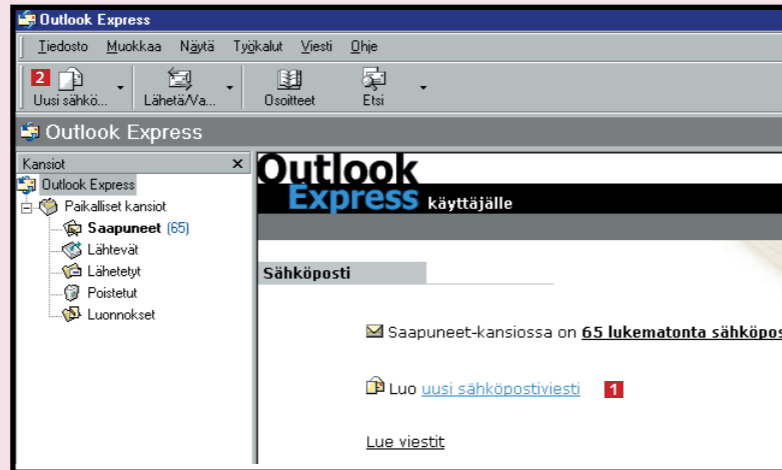 Outlook Express
Tiedosto Muokkaa Näytä Työkalut Viesti Ohje
2
Uusi sähkö... Lähetä/Va... Osoitteet Etsi
Outlook Express
Kansiot x
Outlook Express
Paikalliset kansiot
Saapuneet (65)
Lähtevät
Lähetetyt
Poistetut
Luonnokset
Outlook
Express käyttäjälle
Sähköposti
Saapuneet-kansiossa on 65 lukematonta sähköpos
Luo uusi sähköpostiviesti 1
Lue viestit